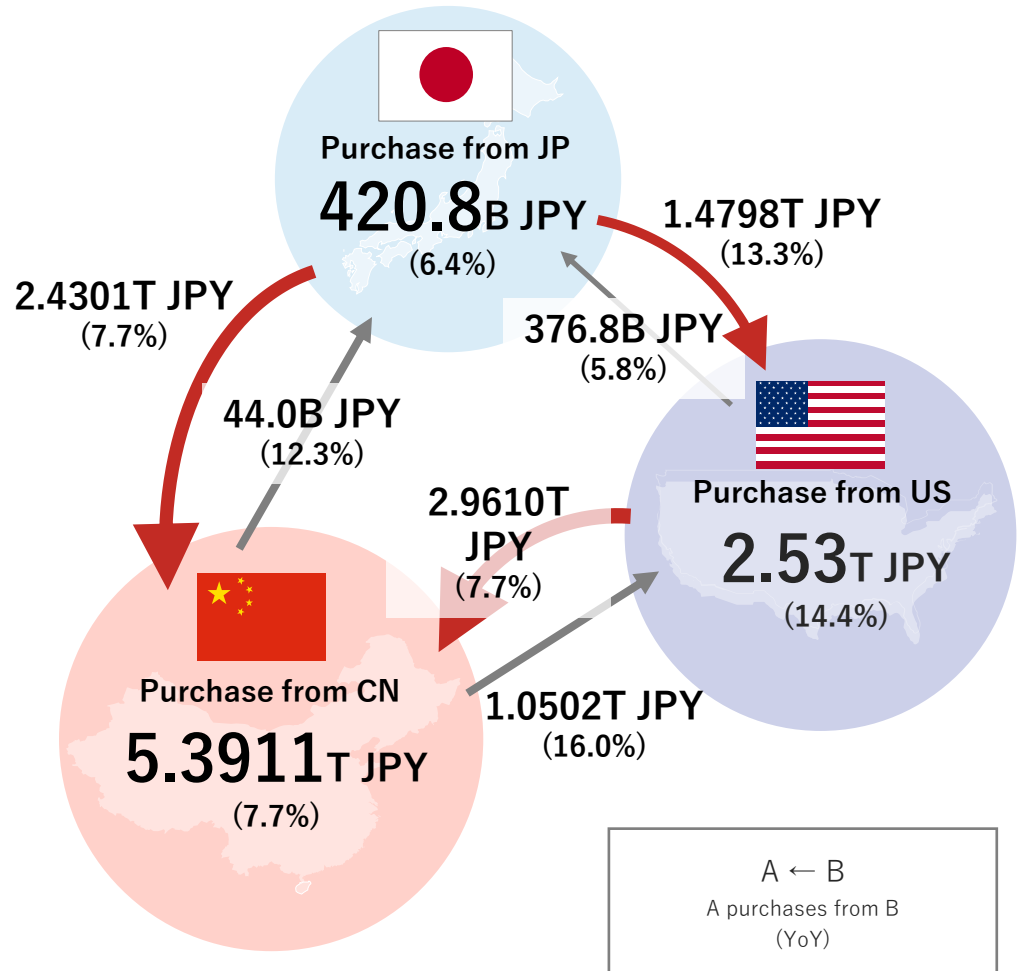 Purchase from JP
420.8B JPY
(6.4%)
1.4798T JPY
(13.3%)
2.4301T JPY
(7.7%)
376.8B JPY
(5.8%)
44.0B JPY
(12.3%)
Purchase from US
2.53T JPY
(14.4%)
2.9610T
JPY
(7.7%)
Purchase from CN
5.3911T JPY
(7.7%)
1.0502T JPY
(16.0%)
A ← B
A purchases from B
(YoY)